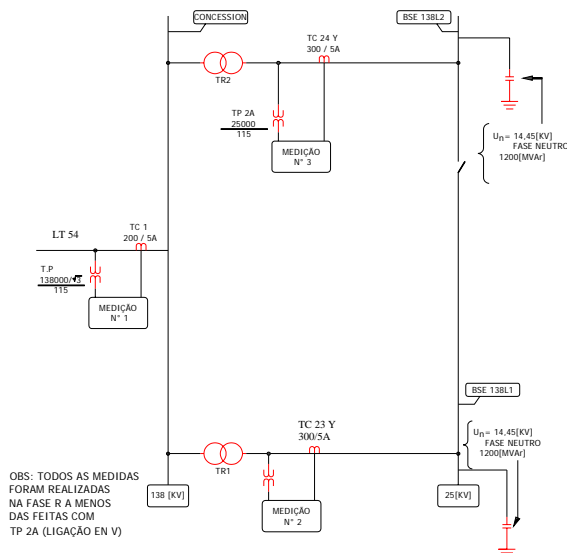 CONCESSION
BSE 138L2
TC 24 Y
300 / 5A
TR2
TP 2A
25000
115
MEDIÇÃO
N° 3
Un= 14,45[KV]
FASE NEUTRO
1200[MVAr]
LT 54
TC 1
200 / 5A
T.P
138000/√3
115
MEDIÇÃO
N° 1
BSE 138L1
TC 23 Y
300/5A
Un= 14,45[KV]
FASE NEUTRO
1200[MVAr]
TR1
OBS: TODOS AS MEDIDAS
FORAM REALIZADAS
NA FASE R A MENOS
DAS FEITAS COM
TP 2A (LIGAÇÃO EN V)
138 [KV]
MEDIÇÃO
N° 2
25[KV]